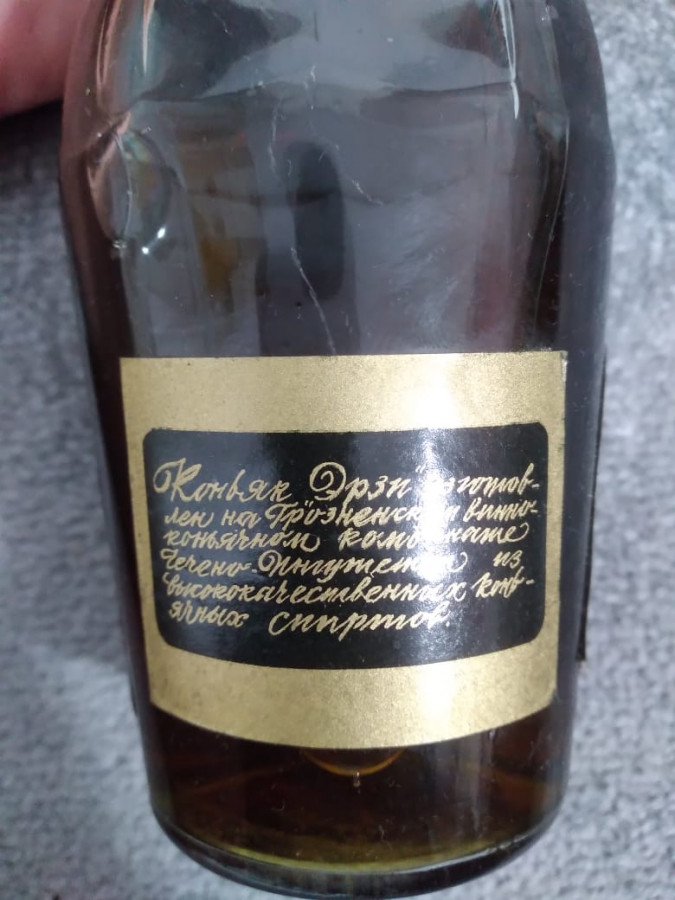 Коньяк Эрзи" изготов-
лен на Грозненском винно-
коньячном комбинате
Чечено-Ингушетии из
высококачественных конь-
ячных спиртов.